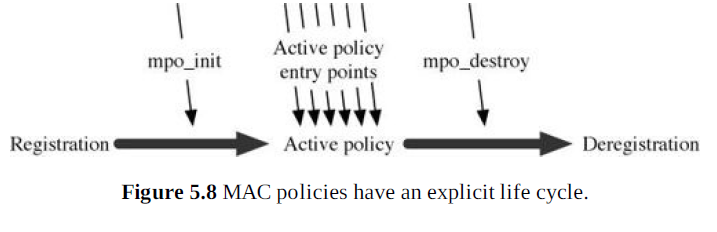 mpo_init
Active policy
entry points
mpo_destroy
Registration
Active policy
Deregistration
Figure 5.8 MAC policies have an explicit life cycle.